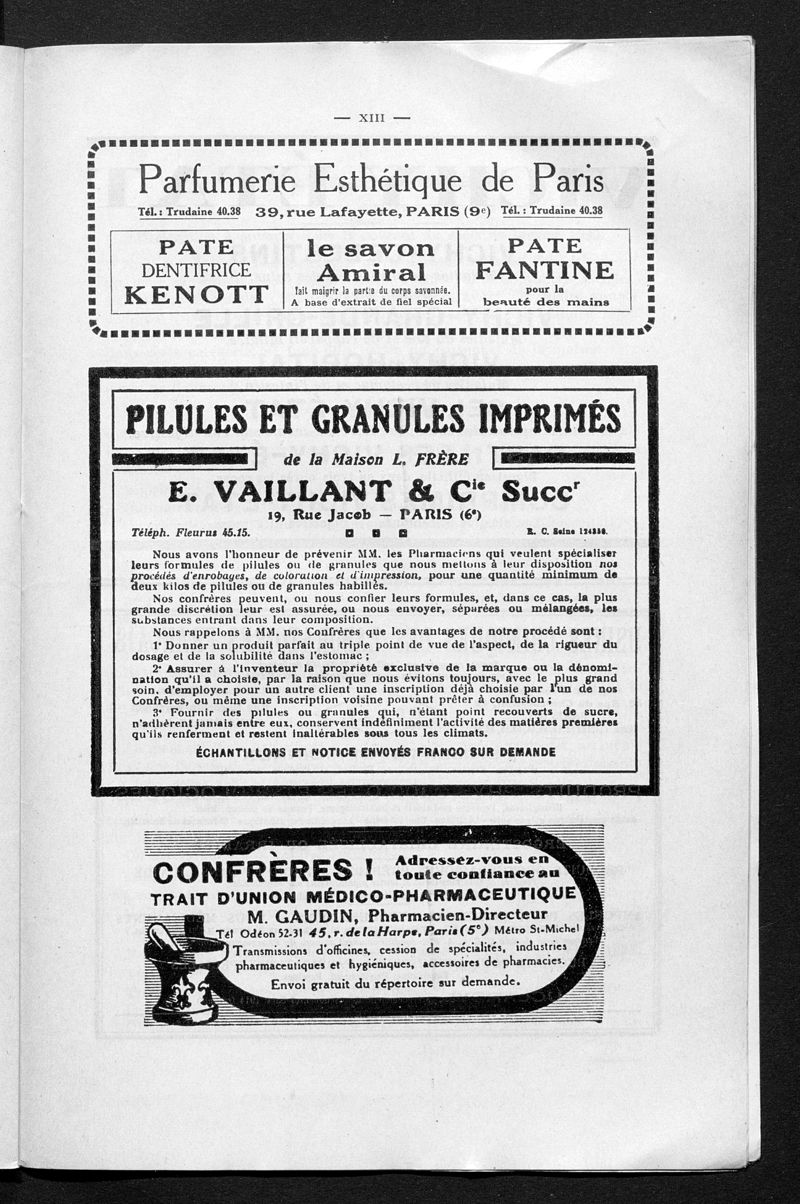 — XIII —
Parfumerie Esthétique de Paris
Tél. : Trudaine 40.38 39, rue Lafayette, PARIS (9e) Tél. : Trudaine 40.38
PATE
DENTIFRICE
KENOTT
le savon
Amiral
fait maigrir la partie du corps savonnée.
A base d'extrait de fiel spécial
PATE
FANTINE
pour la
beauté des mains
PILULES ET GRANULES IMPRIMÉS
de la Maison L. FRÈRE
E. VAILLANT & Cie Succr
19, Rue Jacob — PARIS (6e)
Téléph. Fleurus 45.15.
R. C. Seine
Nous avons l'honneur de prévenir MM. les Pharmaciens qui veulent spécialiser
leurs formules de pilules ou de granules que nous mettons à leur disposition nos
procédés d'enrobages, de coloration et d'impression, pour une quantité minimum de
deux kilos de pilules ou de granules habillés.
Nos confrères peuvent, ou nous confier leurs formules, et, dans ce cas, la plus
grande discrétion leur est assurée, ou nous envoyer, séparées ou mélangées, les
substances entrant dans leur composition.
Nous rappelons à MM. nos Confrères que les avantages de notre procédé sont :
1° Donner un produit parfait au triple point de vue de l'aspect, de la rigueur du
dosage et de la solubilité dans l'estomac ;
2° Assurer à l'inventeur la propriété exclusive de la marque ou la dénomi-
nation qu'il a choisie, par la raison que nous évitons toujours, avec le plus grand
soin, d'employer pour un autre client une inscription déjà choisie par l'un de nos
Confrères, ou même une inscription voisine pouvant prêter à confusion ;
3° Fournir des pilules ou granules qui, n'étant point recouverts de sucre,
n'adhèrent jamais entre eux, conservent indéfiniment l'activité des matières premières
qu'ils renferment et restent inaltérables sous tous les climats.
ÉCHANTILLONS ET NOTICE ENVOYÉS FRANCO SUR DEMANDE
CONFRÈRES ! Adressez-vous en
toute confiance au
TRAIT D'UNION MÉDICO-PHARMACEUTIQUE
M. GAUDIN, Pharmacien-Directeur
Tél Odéon 52-31 45, r. de la Harpe, Paris (5e) Métro St-Michel
Transmissions d'officines, cession de spécialités, industries
pharmaceutiques et hygiéniques, accessoires de pharmacies.
Envoi gratuit du répertoire sur demande.